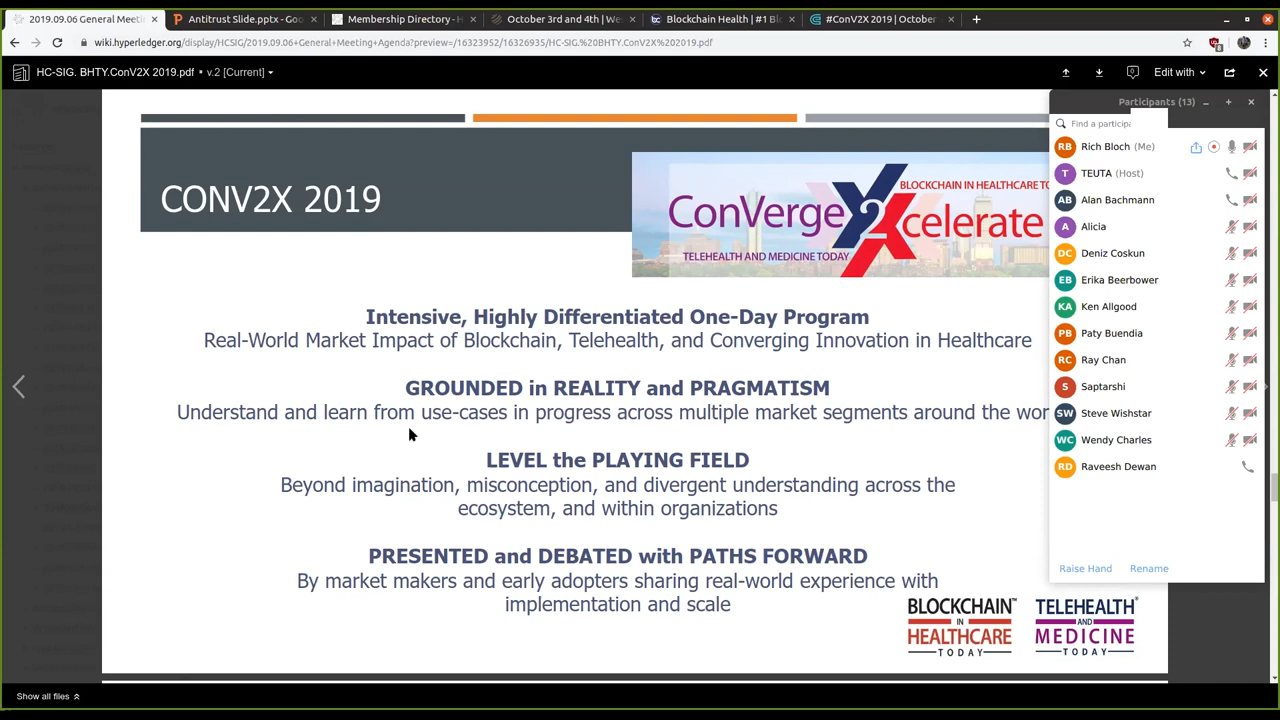 2019.09.06 General Meeti
Antitrust Slide.pptx - Goo
Membership Directory - H
October 3rd and 4th | We
Blockchain Health | #1 Blo
#ConV2X 2019 | October
wiki.hyperledger.org/display/HCSIG/2019.09.06+General+Meeting+Agenda?preview=/16323952/16326935/HC-SIG.%20BHTY.ConV2X%202019.pdf
HC-SIG. BHTY.ConV2X 2019.pdf • v.2 [Current]
Edit with
CONV2X 2019
ConVerge2Xcelerate
BLOCKCHAIN IN HEALTHCARE TO
TELEHEALTH AND MEDICINE TODAY
Intensive, Highly Differentiated One-Day Program
Real-World Market Impact of Blockchain, Telehealth, and Converging Innovation in Healthcare
GROUNDED in REALITY and PRAGMATISM
Understand and learn from use-cases in progress across multiple market segments around the wor
LEVEL the PLAYING FIELD
Beyond imagination, misconception, and divergent understanding across the
ecosystem, and within organizations
PRESENTED and DEBATED with PATHS FORWARD
By market makers and early adopters sharing real-world experience with
implementation and scale
BLOCKCHAIN™
IN
HEALTHCARE
TODAY
TELEHEALTH®
AND
MEDICINE
TODAY
Participants (13)
Find a participa
RB Rich Bloch (Me)
T TEUTA (Host)
AB Alan Bachmann
A Alicia
DC Deniz Coskun
EB Erika Beerbower
KA Ken Allgood
PB Paty Buendia
RC Ray Chan
S Saptarshi
SW Steve Wishstar
WC Wendy Charles
RD Raveesh Dewan
Raise Hand
Rename
Show all files